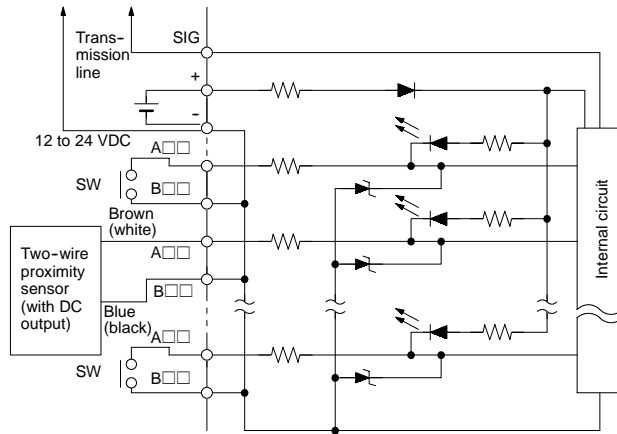 Trans-
mission
line
SIG
+
-
12 to 24 VDC
A□□
SW
B□□
Brown
(white)
A□□
Two-wire
proximity
sensor
(with DC
output)
B□□
Blue
(black)
A□□
SW
B□□
Internal circuit